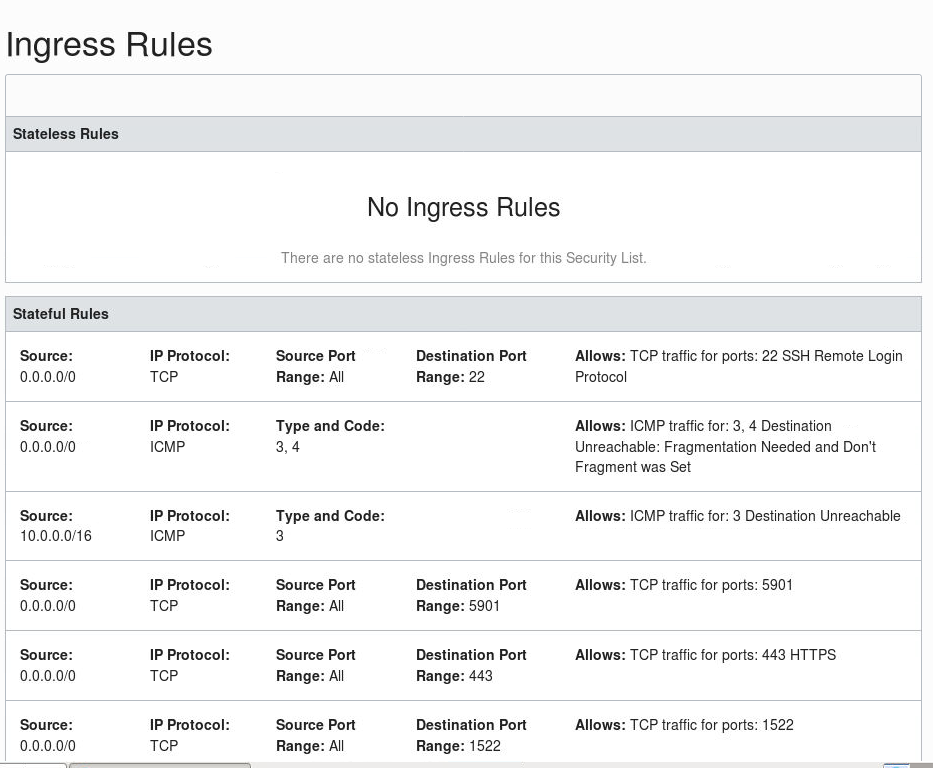 Ingress Rules
Stateless Rules
No Ingress Rules
There are no stateless Ingress Rules for this Security List.
Stateful Rules
Source: IP Protocol: Source Port Destination Port Allows: TCP traffic for ports: 22 SSH Remote Login
0.0.0.0/0 TCP Range: All Range: 22 Protocol
Source: IP Protocol: Type and Code: Allows: ICMP traffic for: 3, 4 Destination
0.0.0.0/0 ICMP 3, 4 Unreachable: Fragmentation Needed and Don't
Fragment was Set
Source: IP Protocol: Type and Code: Allows: ICMP traffic for: 3 Destination Unreachable
10.0.0.0/16 ICMP 3
Source: IP Protocol: Source Port Destination Port Allows: TCP traffic for ports: 5901
0.0.0.0/0 TCP Range: All Range: 5901
Source: IP Protocol: Source Port Destination Port Allows: TCP traffic for ports: 443 HTTPS
0.0.0.0/0 TCP Range: All Range: 443
Source: IP Protocol: Source Port Destination Port Allows: TCP traffic for ports: 1522
0.0.0.0/0 TCP Range: All Range: 1522